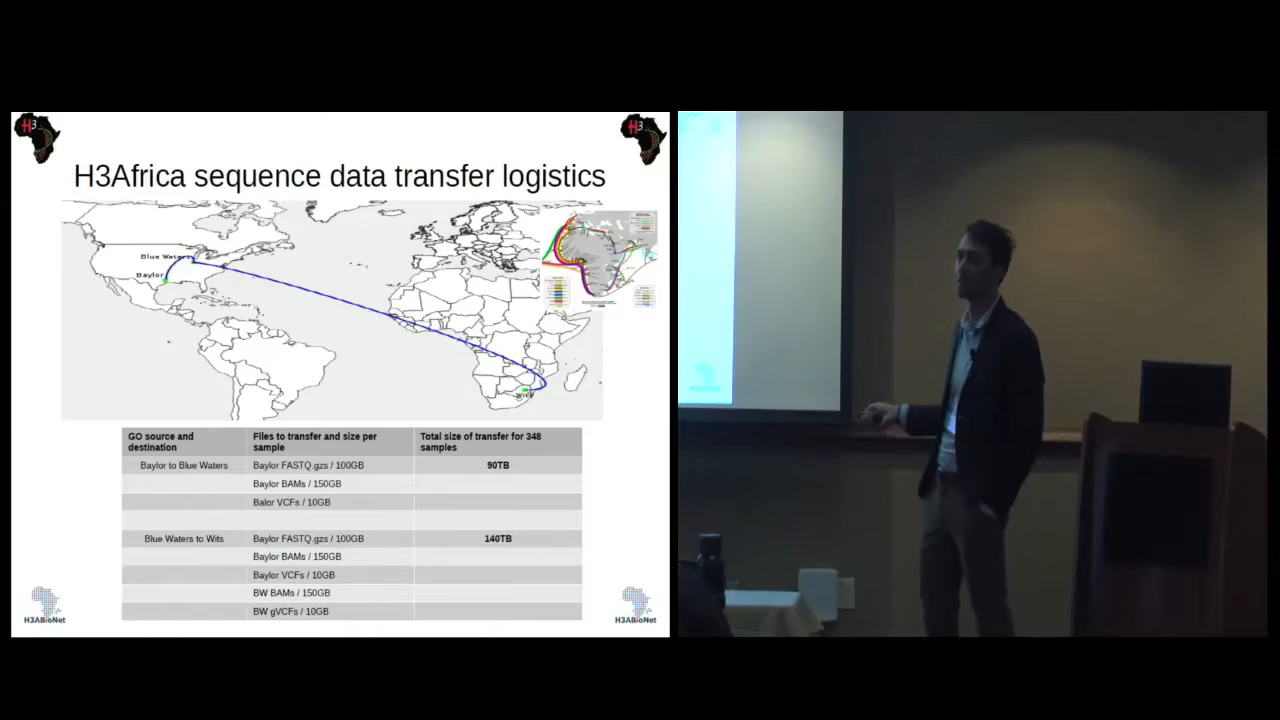 H3
H3
H3Africa sequence data transfer logistics
Blue Waters
Baylor
Wits
GO source and destination
Files to transfer and size per sample
Total size of transfer for 348 samples
Baylor to Blue Waters
Baylor FASTQ.gzs / 100GB
90TB
Baylor BAMs / 150GB
Balor VCFs / 10GB
Blue Waters to Wits
Baylor FASTQ.gzs / 100GB
140TB
Baylor BAMs / 150GB
Baylor VCFs / 10GB
BW BAMs / 150GB
BW gVCFs / 10GB
H3ABioNet
H3ABioNet